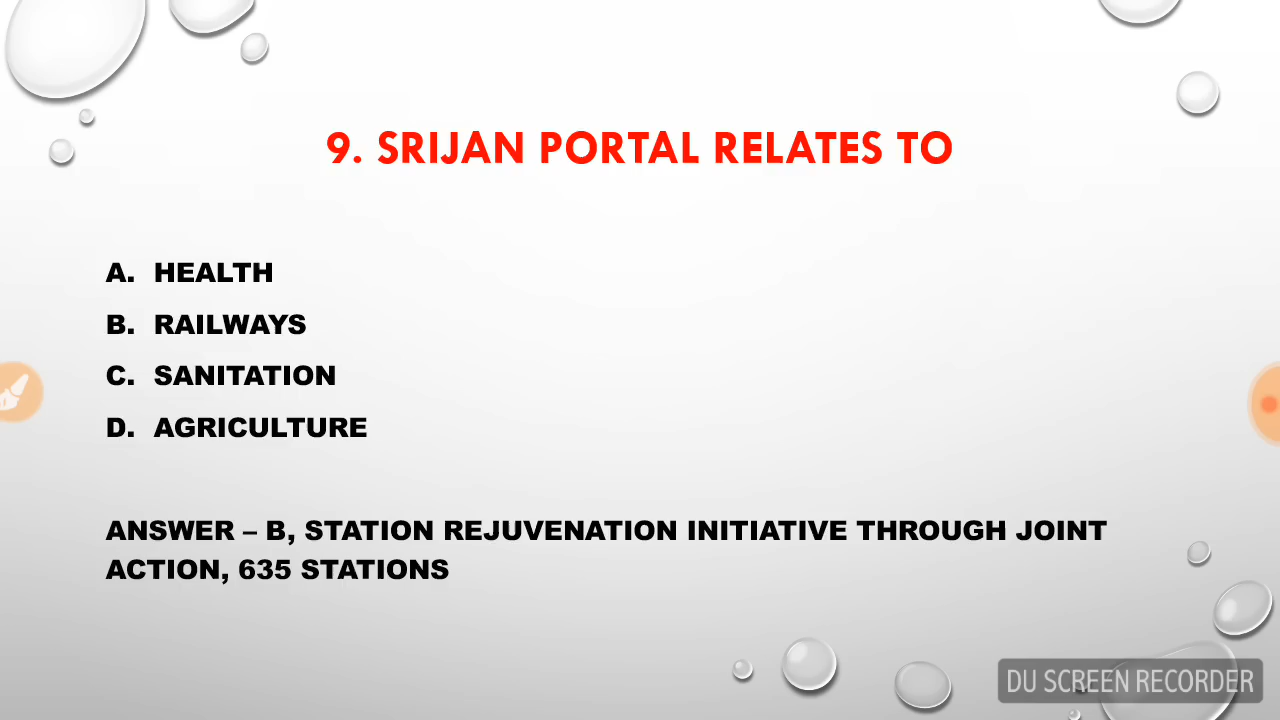 9. SRIJAN PORTAL RELATES TO
A. HEALTH
B. RAILWAYS
C. SANITATION
D. AGRICULTURE
ANSWER – B, STATION REJUVENATION INITIATIVE THROUGH JOINT
ACTION, 635 STATIONS
DU SCREEN RECORDER